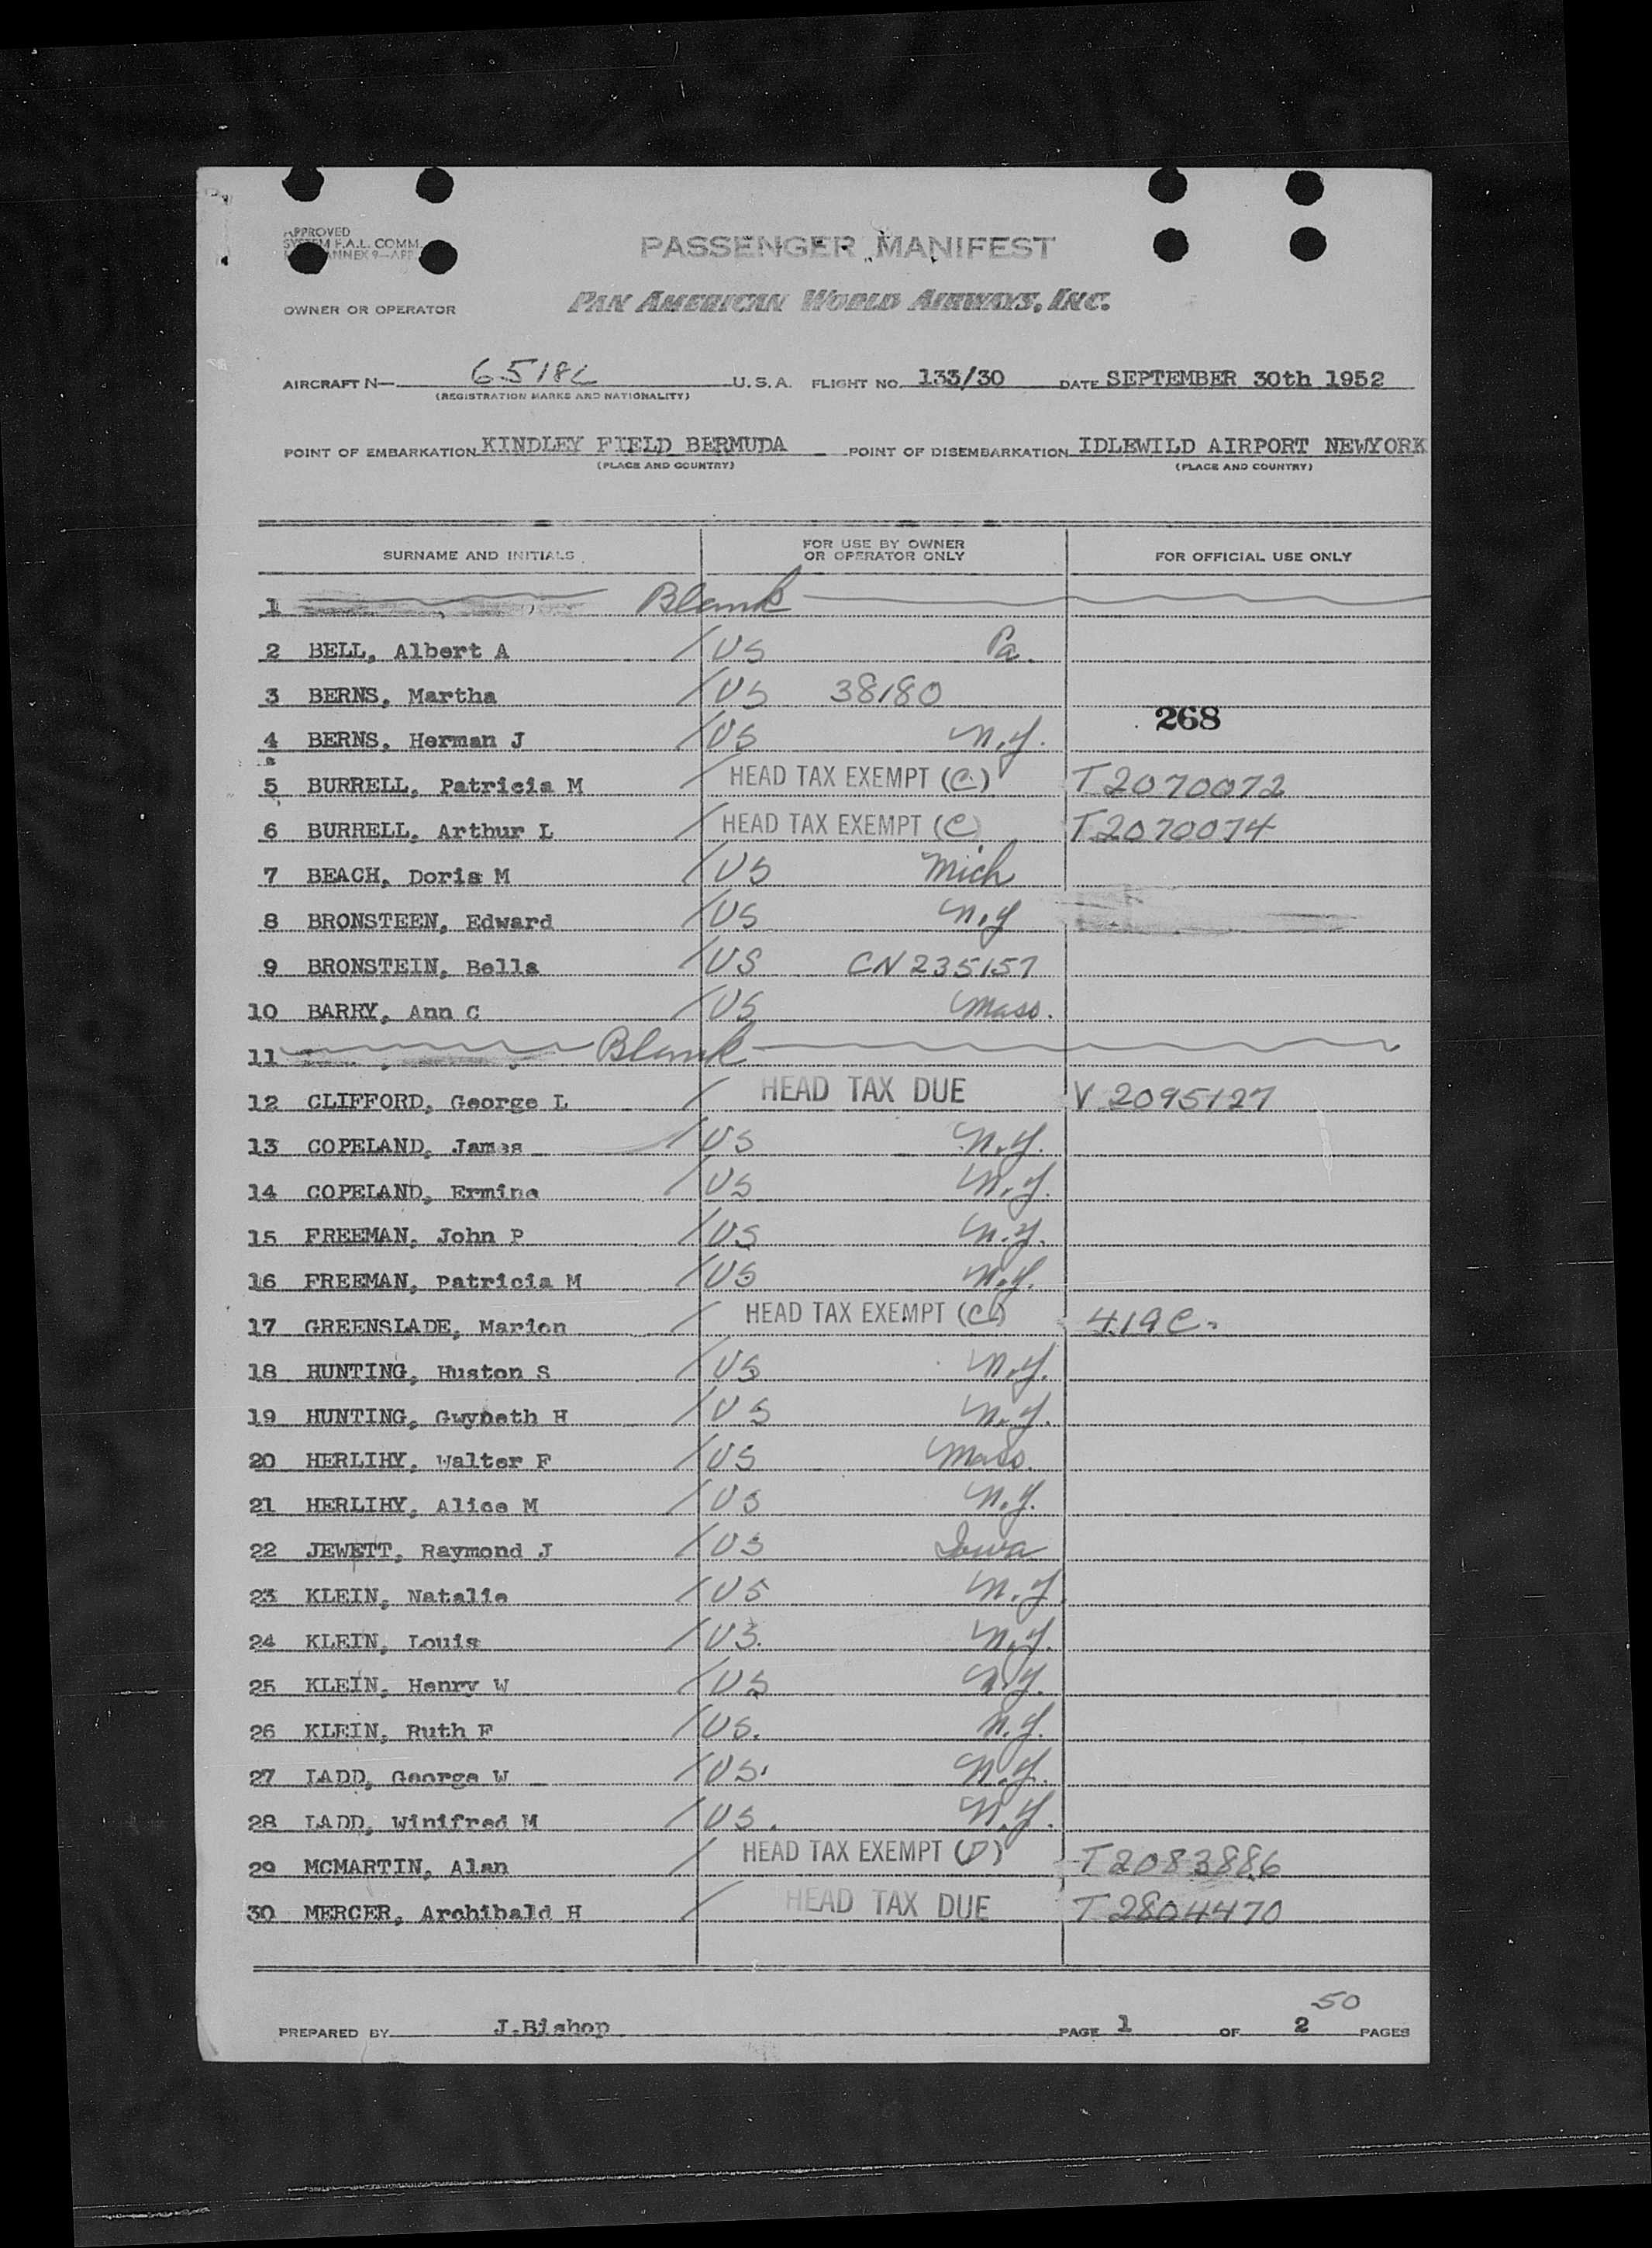 APPROVED
SYSTEM F.A.L. COMM.
ANNEX 9—APP
PASSENGER MANIFEST
OWNER OR OPERATOR PAN AMERICAN WORLD AIRWAYS, INC.
AIRCRAFT N— 6518C U.S.A. FLIGHT NO. 133/30 DATE SEPTEMBER 30th 1952
(REGISTRATION MARKS AND NATIONALITY)
POINT OF EMBARKATION KINDLEY FIELD BERMUDA POINT OF DISEMBARKATION IDLEWILD AIRPORT NEWYORK
(PLACE AND COUNTRY) (PLACE AND COUNTRY)
SURNAME AND INITIALS FOR USE BY OWNER OR OPERATOR ONLY FOR OFFICIAL USE ONLY
1 Blank
2 BELL, Albert A / US Pa.
3 BERNS, Martha / US 38180
268
4 BERNS, Herman J / US N.Y.
5 BURRELL, Patricia M / HEAD TAX EXEMPT (C) T2070072
6 BURRELL, Arthur L / HEAD TAX EXEMPT (C) T2070074
7 BEACH, Doris M / US Mich
8 BRONSTEEN, Edward / US N.Y
9 BRONSTEIN, Bella / US CN 235157
10 BARRY, Ann C / US Mass.
11 Blank
12 CLIFFORD, George L / HEAD TAX DUE V 2095127
13 COPELAND, James / US N.Y.
14 COPELAND, Ermine / US N.Y.
15 FREEMAN, John P / US N.Y.
16 FREEMAN, Patricia M / US N.Y.
17 GREENSLADE, Marion / HEAD TAX EXEMPT (C) 419C.
18 HUNTING, Huston S / US N.Y.
19 HUNTING, Gwyneth H / US N.Y.
20 HERLIHY, Walter F / US Mass.
21 HERLIHY, Alice M / US N.Y.
22 JEWETT, Raymond J / US Iowa
23 KLEIN, Natalie / US N.Y.
24 KLEIN, Louis / US. N.Y.
25 KLEIN, Henry W / US N.Y.
26 KLEIN, Ruth F / US. N.Y.
27 LADD, George W / US. N.Y.
28 LADD, Winifred M / US. N.Y.
29 MCMARTIN, Alan / HEAD TAX EXEMPT (D) T2083886
30 MERCER, Archibald H / HEAD TAX DUE T2804470
50
PREPARED BY J.Bishop PAGE 1 OF 2 PAGES